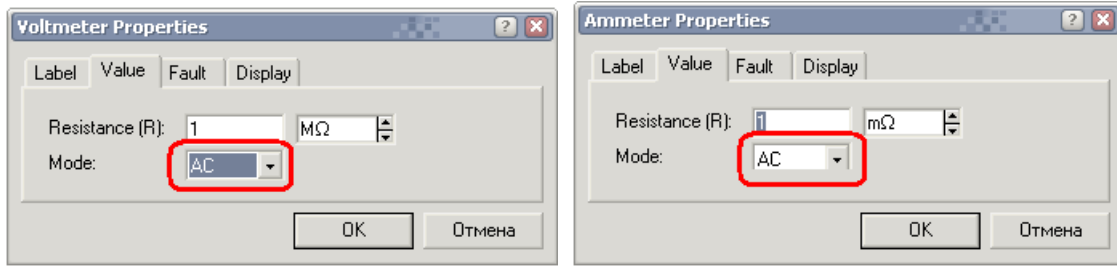 Voltmeter Properties
Label Value Fault Display
Resistance (R): 1 MΩ
Mode: AC
OK Отмена
Ammeter Properties
Label Value Fault Display
Resistance (R): 1 mΩ
Mode: AC
OK Отмена